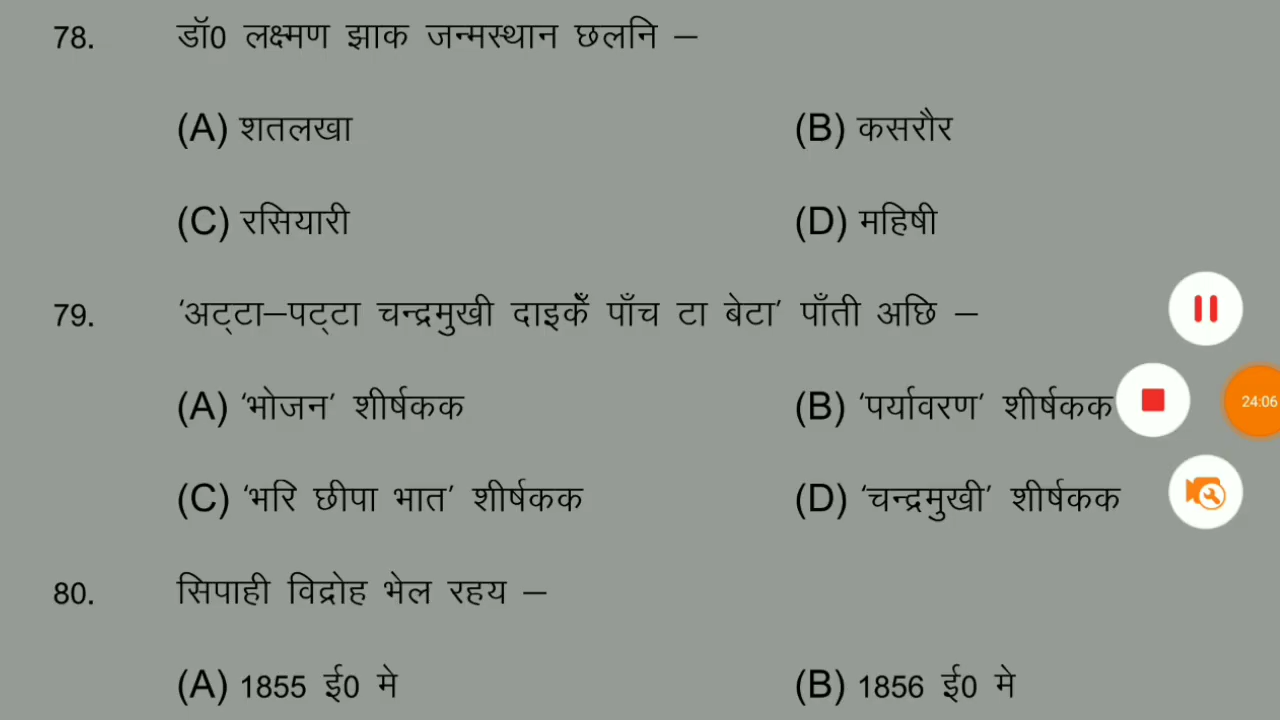 78. डॉ0 लक्ष्मण झाक जन्मस्थान छलनि –
(A) शतलखा (B) कसरौर
(C) रसियारी (D) महिषी
79. ‘अट्टा–पट्टा चन्द्रमुखी दाइकेँ पाँच टा बेटा’ पाँती अछि –
(A) ‘भोजन’ शीर्षकक (B) ‘पर्यावरण’ शीर्षकक
24:06
(C) ‘भरि छीपा भात’ शीर्षकक (D) ‘चन्द्रमुखी’ शीर्षकक
80. सिपाही विद्रोह भेल रहय –
(A) 1855 ई0 मे (B) 1856 ई0 मे